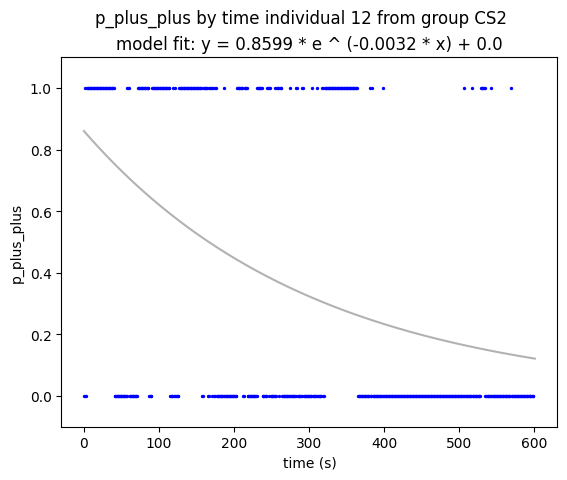 p_plus_plus by time individual 12 from group CS2
model fit: y = 0.8599 * e ^ (-0.0032 * x) + 0.0
1.0
0.8
0.6
0.4
0.2
0.0
p_plus_plus
0 100 200 300 400 500 600
time (s)